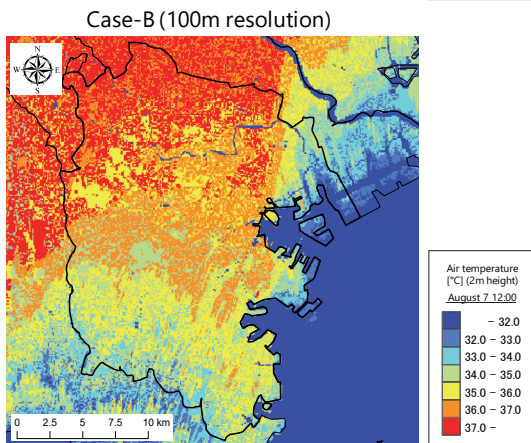 Case-B (100m resolution)
N
W E
S
0 2.5 5 7.5 10 km
Air temperature
[°C] (2m height)
August 7 12:00
- 32.0
32.0 - 33.0
33.0 - 34.0
34.0 - 35.0
35.0 - 36.0
36.0 - 37.0
37.0 -